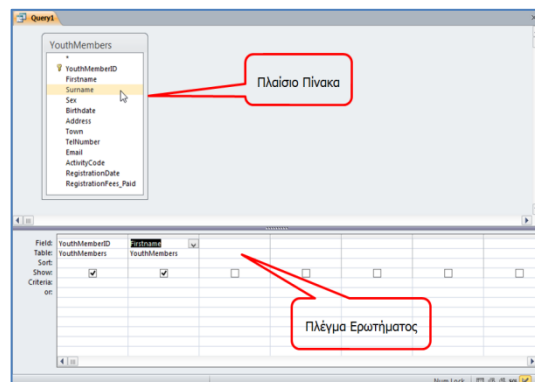 Query1
YouthMembers
*
YouthMemberID
Firstname
Surname
Sex
Birthdate
Address
Town
TelNumber
Email
ActivityCode
RegistrationDate
RegistrationFees_Paid
Πλαίσιο Πίνακα
Field: YouthMemberID Firstname
Table: YouthMembers YouthMembers
Sort:
Show:
Criteria:
or:
Πλέγμα Ερωτήματος
Num Lock SQL